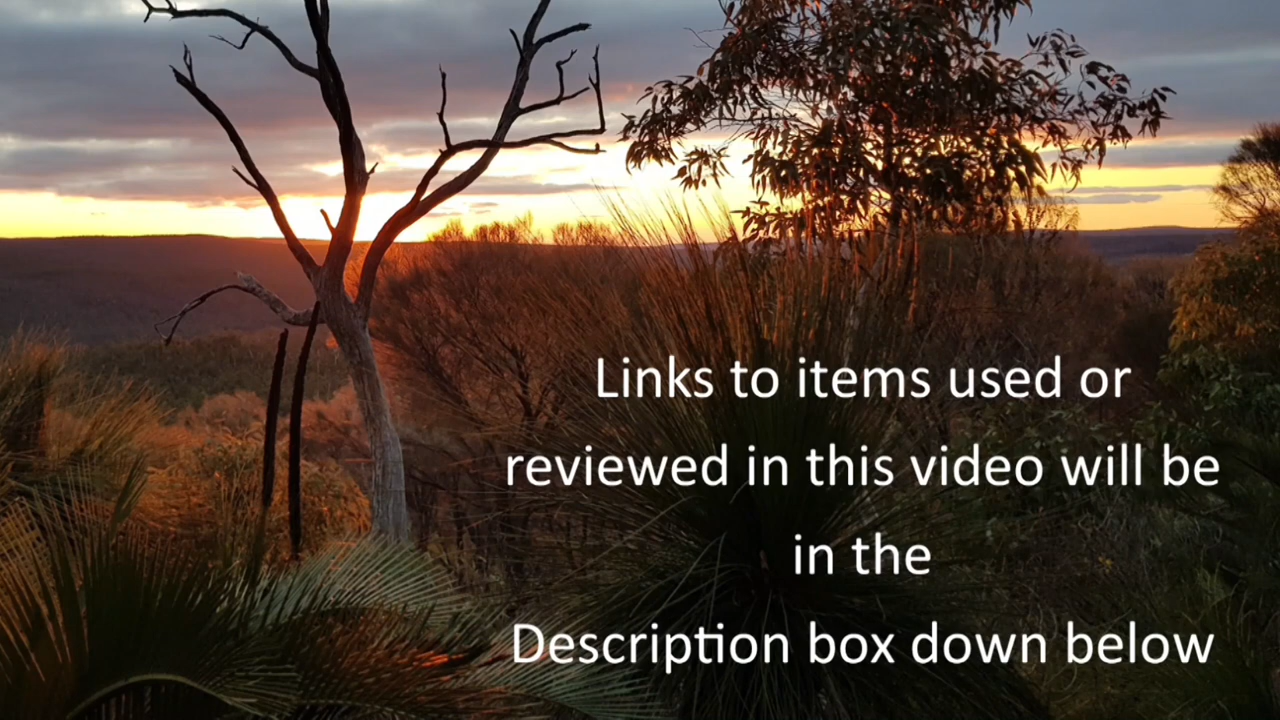 Links to items used or
reviewed in this video will be
in the
Description box down below